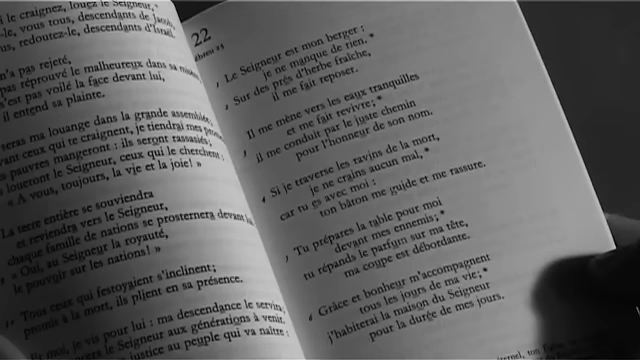 le craignez, louez le Seigneur,*
-le, vous tous, descendants de Jacob,
-vous, redoutez-le, descendants d'Israël.
n'a pas rejeté,
pas réprouvé le malheureux dans sa
s'est pas voilé la face devant lui,
il entend sa plainte.
seras ma louange dans la grande assemblée,
devant ceux qui te craignent, je tiendrai mes
pauvres mangeront : ils seront rassasiés;
loueront le Seigneur, ceux qui le cherchent :
« A vous, toujours, la vie et la joie! »
La terre entière se souviendra
et reviendra vers le Seigneur,
chaque famille de nations se prosternera devant
« Oui, au Seigneur la royauté,
le pouvoir sur les nations! »
Tous ceux qui festoyaient s'inclinent;
promis à la mort, ils plient en sa présence.
moi, je vis pour lui : ma descendance le servira;
le Seigneur aux générations à venir.
justice au peuple qui va naître :
22
hébreu 23
1 Le Seigneur est mon berger :
je ne manque de rien. *
2 Sur des prés d'herbe fraîche,
il me fait reposer.
Il me mène vers les eaux tranquilles
et me fait revivre; *
3 il me conduit par le juste chemin
pour l'honneur de son nom.
4 Si je traverse les ravins de la mort,
je ne crains aucun mal, *
car tu es avec moi :
ton bâton me guide et me rassure.
5 Tu prépares la table pour moi
devant mes ennemis; *
tu répands le parfum sur ma tête,
ma coupe est débordante.
6 Grâce et bonheur m'accompagnent
tous les jours de ma vie; *
j'habiterai la maison du Seigneur
pour la durée de mes jours.